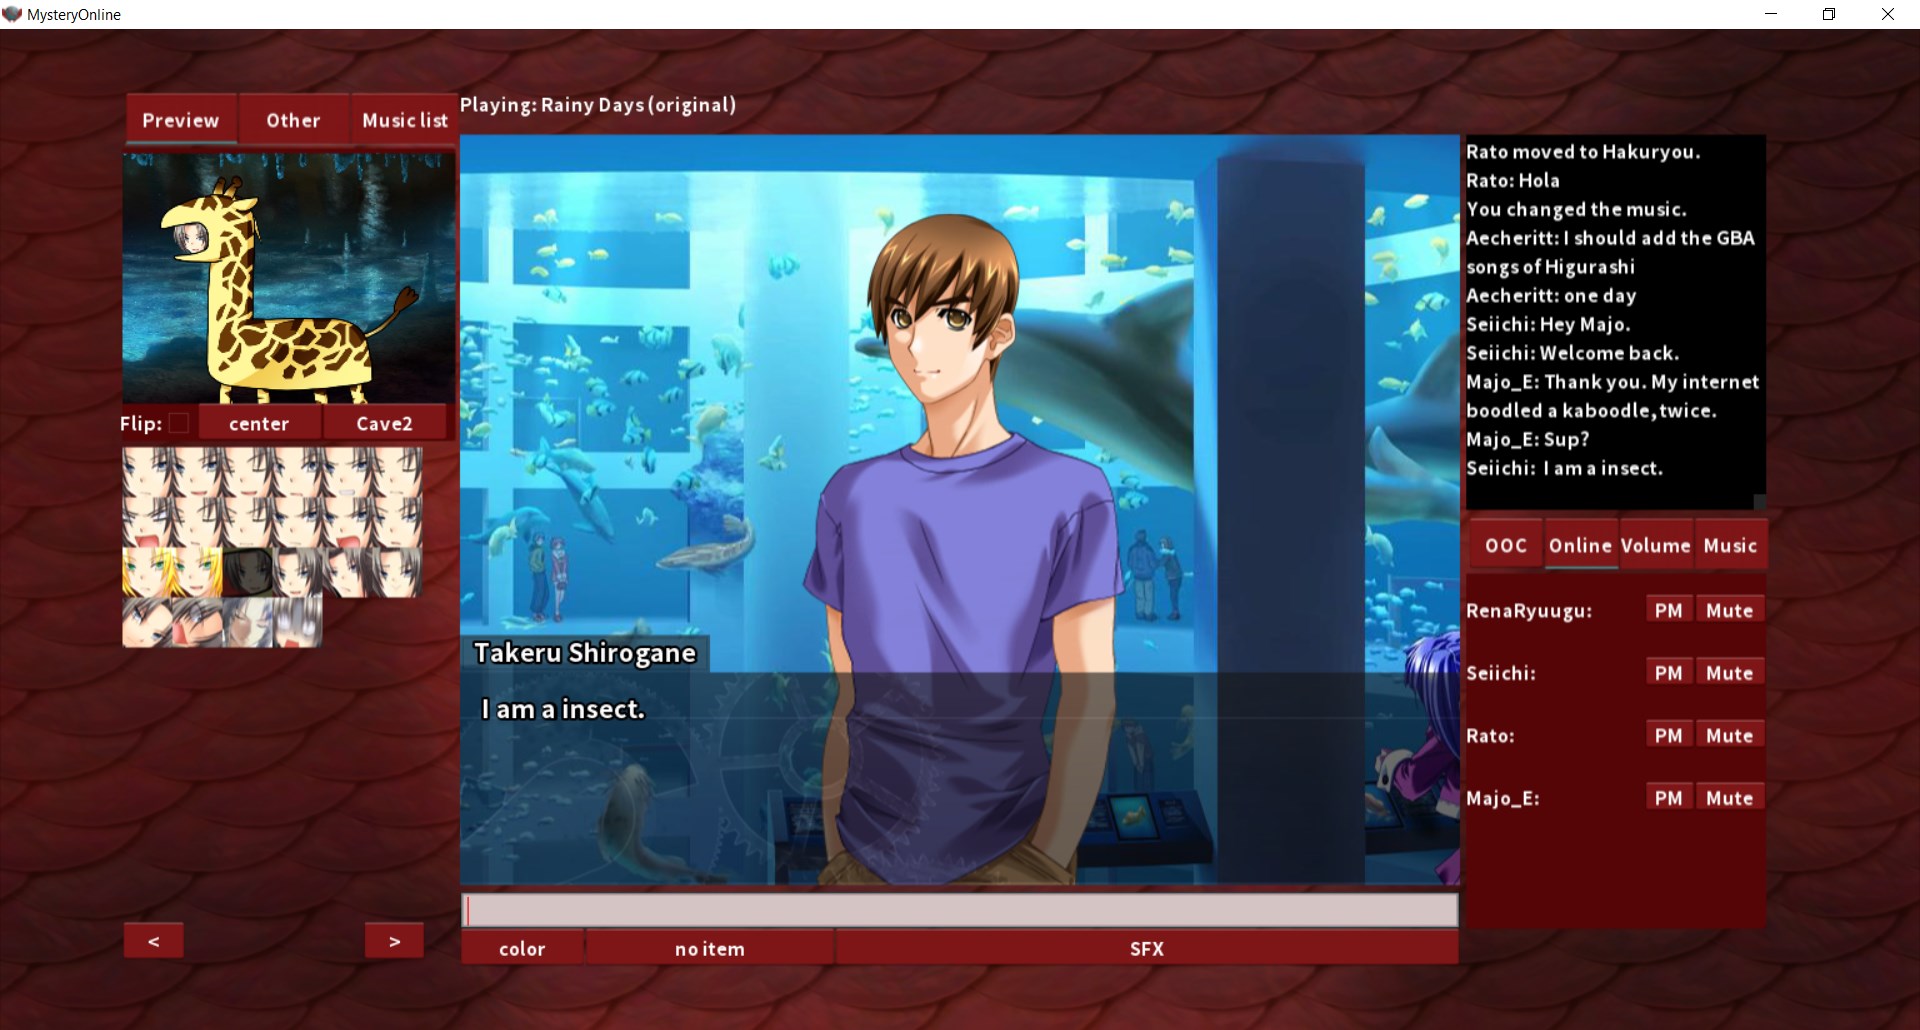 MysteryOnline
Preview
Other
Music list
Playing: Rainy Days (original)
Flip:
center
Cave2
<
>
Takeru Shirogane
I am a insect.
color
no item
SFX
Rato moved to Hakuryou.
Rato: Hola
You changed the music.
Aecheritt: I should add the GBA
songs of Higurashi
Aecheritt: one day
Seiichi: Hey Majo.
Seiichi: Welcome back.
Majo_E: Thank you. My internet
boodled a kaboodle, twice.
Majo_E: Sup?
Seiichi: I am a insect.
OOC
Online
Volume
Music
RenaRyuugu:
PM
Mute
Seiichi:
PM
Mute
Rato:
PM
Mute
Majo_E:
PM
Mute